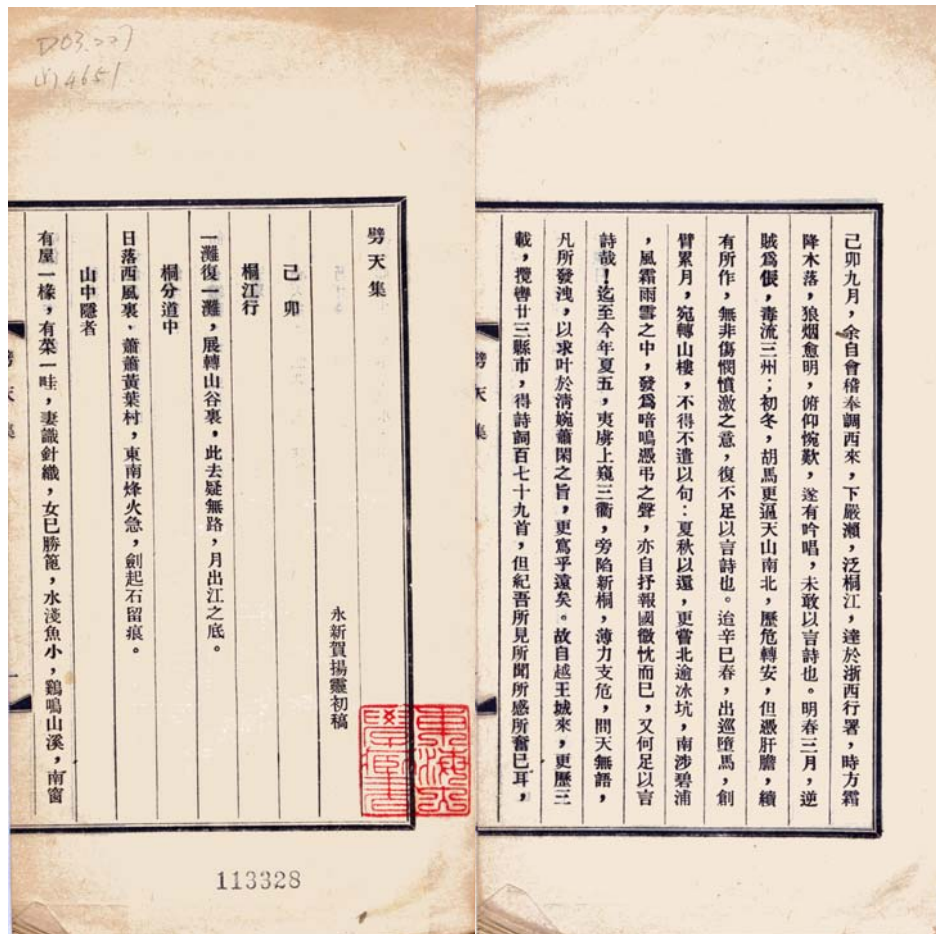 己卯九月,余自會稽奉調西來,下嚴瀨,泛桐江,達於浙西行署,時方霜
降木落,狼烟愈明,俯仰惋歎,遂有吟唱,未敢以言詩也。明春三月,逆
賊爲倀,毒流三州;初冬,胡馬更逼天山南北,歷危轉安,但憑肝膽,續
有所作,無非傷憫憤激之意,復不足以言詩也。迨辛巳春,出巡墮馬,創
臂累月,宛轉山樓,不得不遣以句:夏秋以還,更嘗北逾冰坑,南涉碧浦
,風霜雨雪之中,發爲喑鳴憑弔之聲,亦自抒報國微忱而已,又何足以言
詩哉!迄至今年夏五,夷虜上窺三衢,旁陷新桐,薄力支危,問天無語,
凡所發洩,以求叶於清婉蕭閑之旨,更寫乎遠矣。故自越王城來,更歷三
載,攬轡廿三縣市,得詩詞百七十九首,但紀吾所見所聞所感所奮已耳,
劈天集
劈天集
永新賀揚靈初稿
己卯
桐江行
一灘復一灘,展轉山谷裏,此去疑無路,月出江之底。
桐分道中
日落西風裏,蕭蕭黃葉村,東南烽火急,劍起石留痕。
山中隱者
有屋一椽,有菜一畦,妻識針織,女已勝篦,水淺魚小,鷄鳴山溪,南窗
劈天集
一
113328